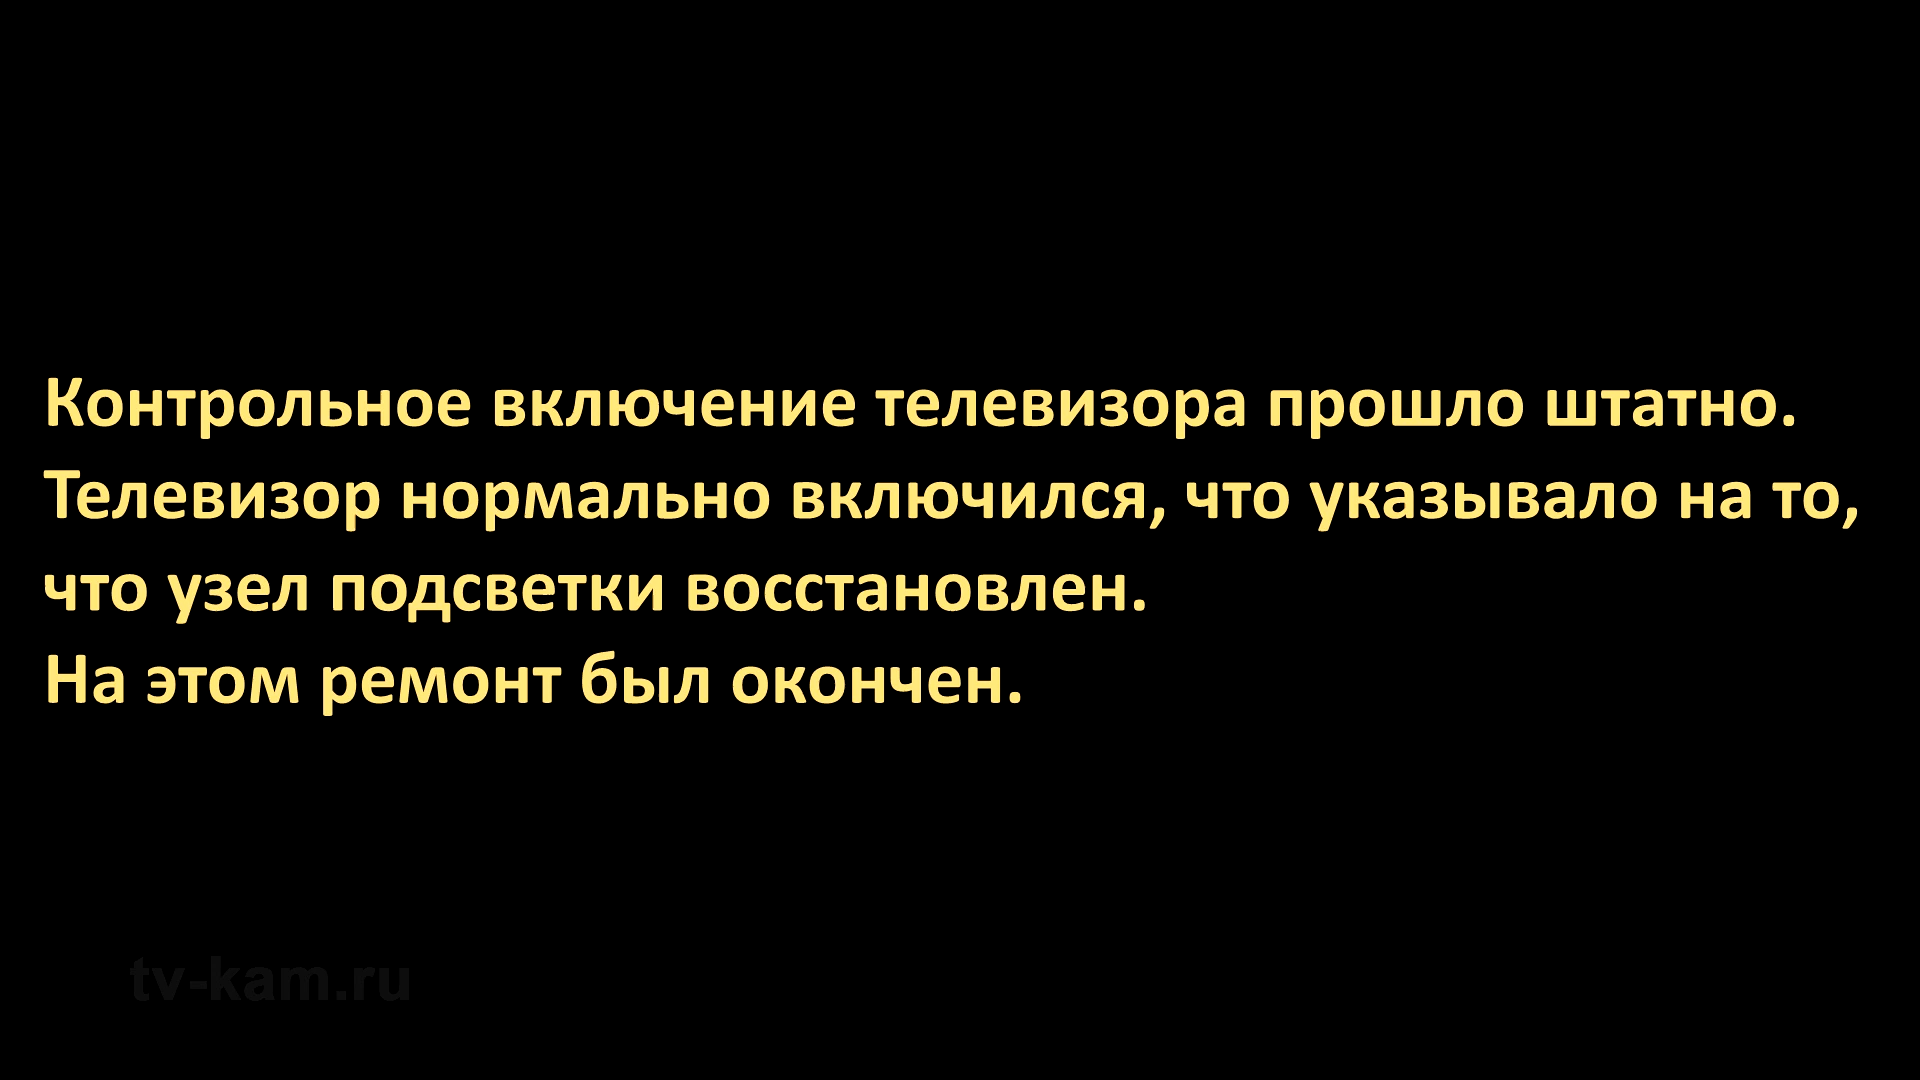 Контрольное включение телевизора прошло штатно.
Телевизор нормально включился, что указывало на то,
что узел подсветки восстановлен.
На этом ремонт был окончен.
tv-kam.ru